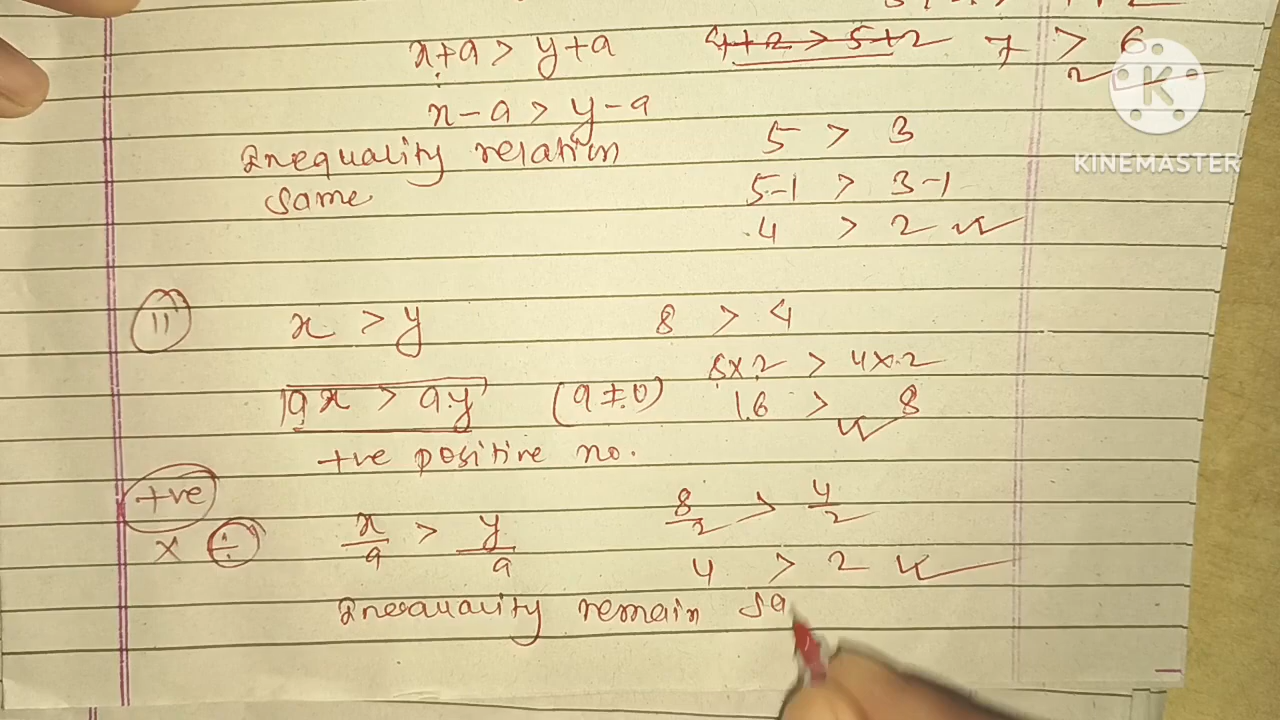 x+a > y+a
4+2 > 5+2
7 > 6
x-a > y-a
Inequality relation
same
5 > 3
5-1 > 3-1
4 > 2
K
KINEMASTER
II
x > y
8 > 4
ax > a.y (a ≠ 0)
8×2 > 4×2
16 > 8
+ve positive no.
+ve
× ÷
x/a > y/a
8/2 > 4/2
4 > 2
Inequality remain sa